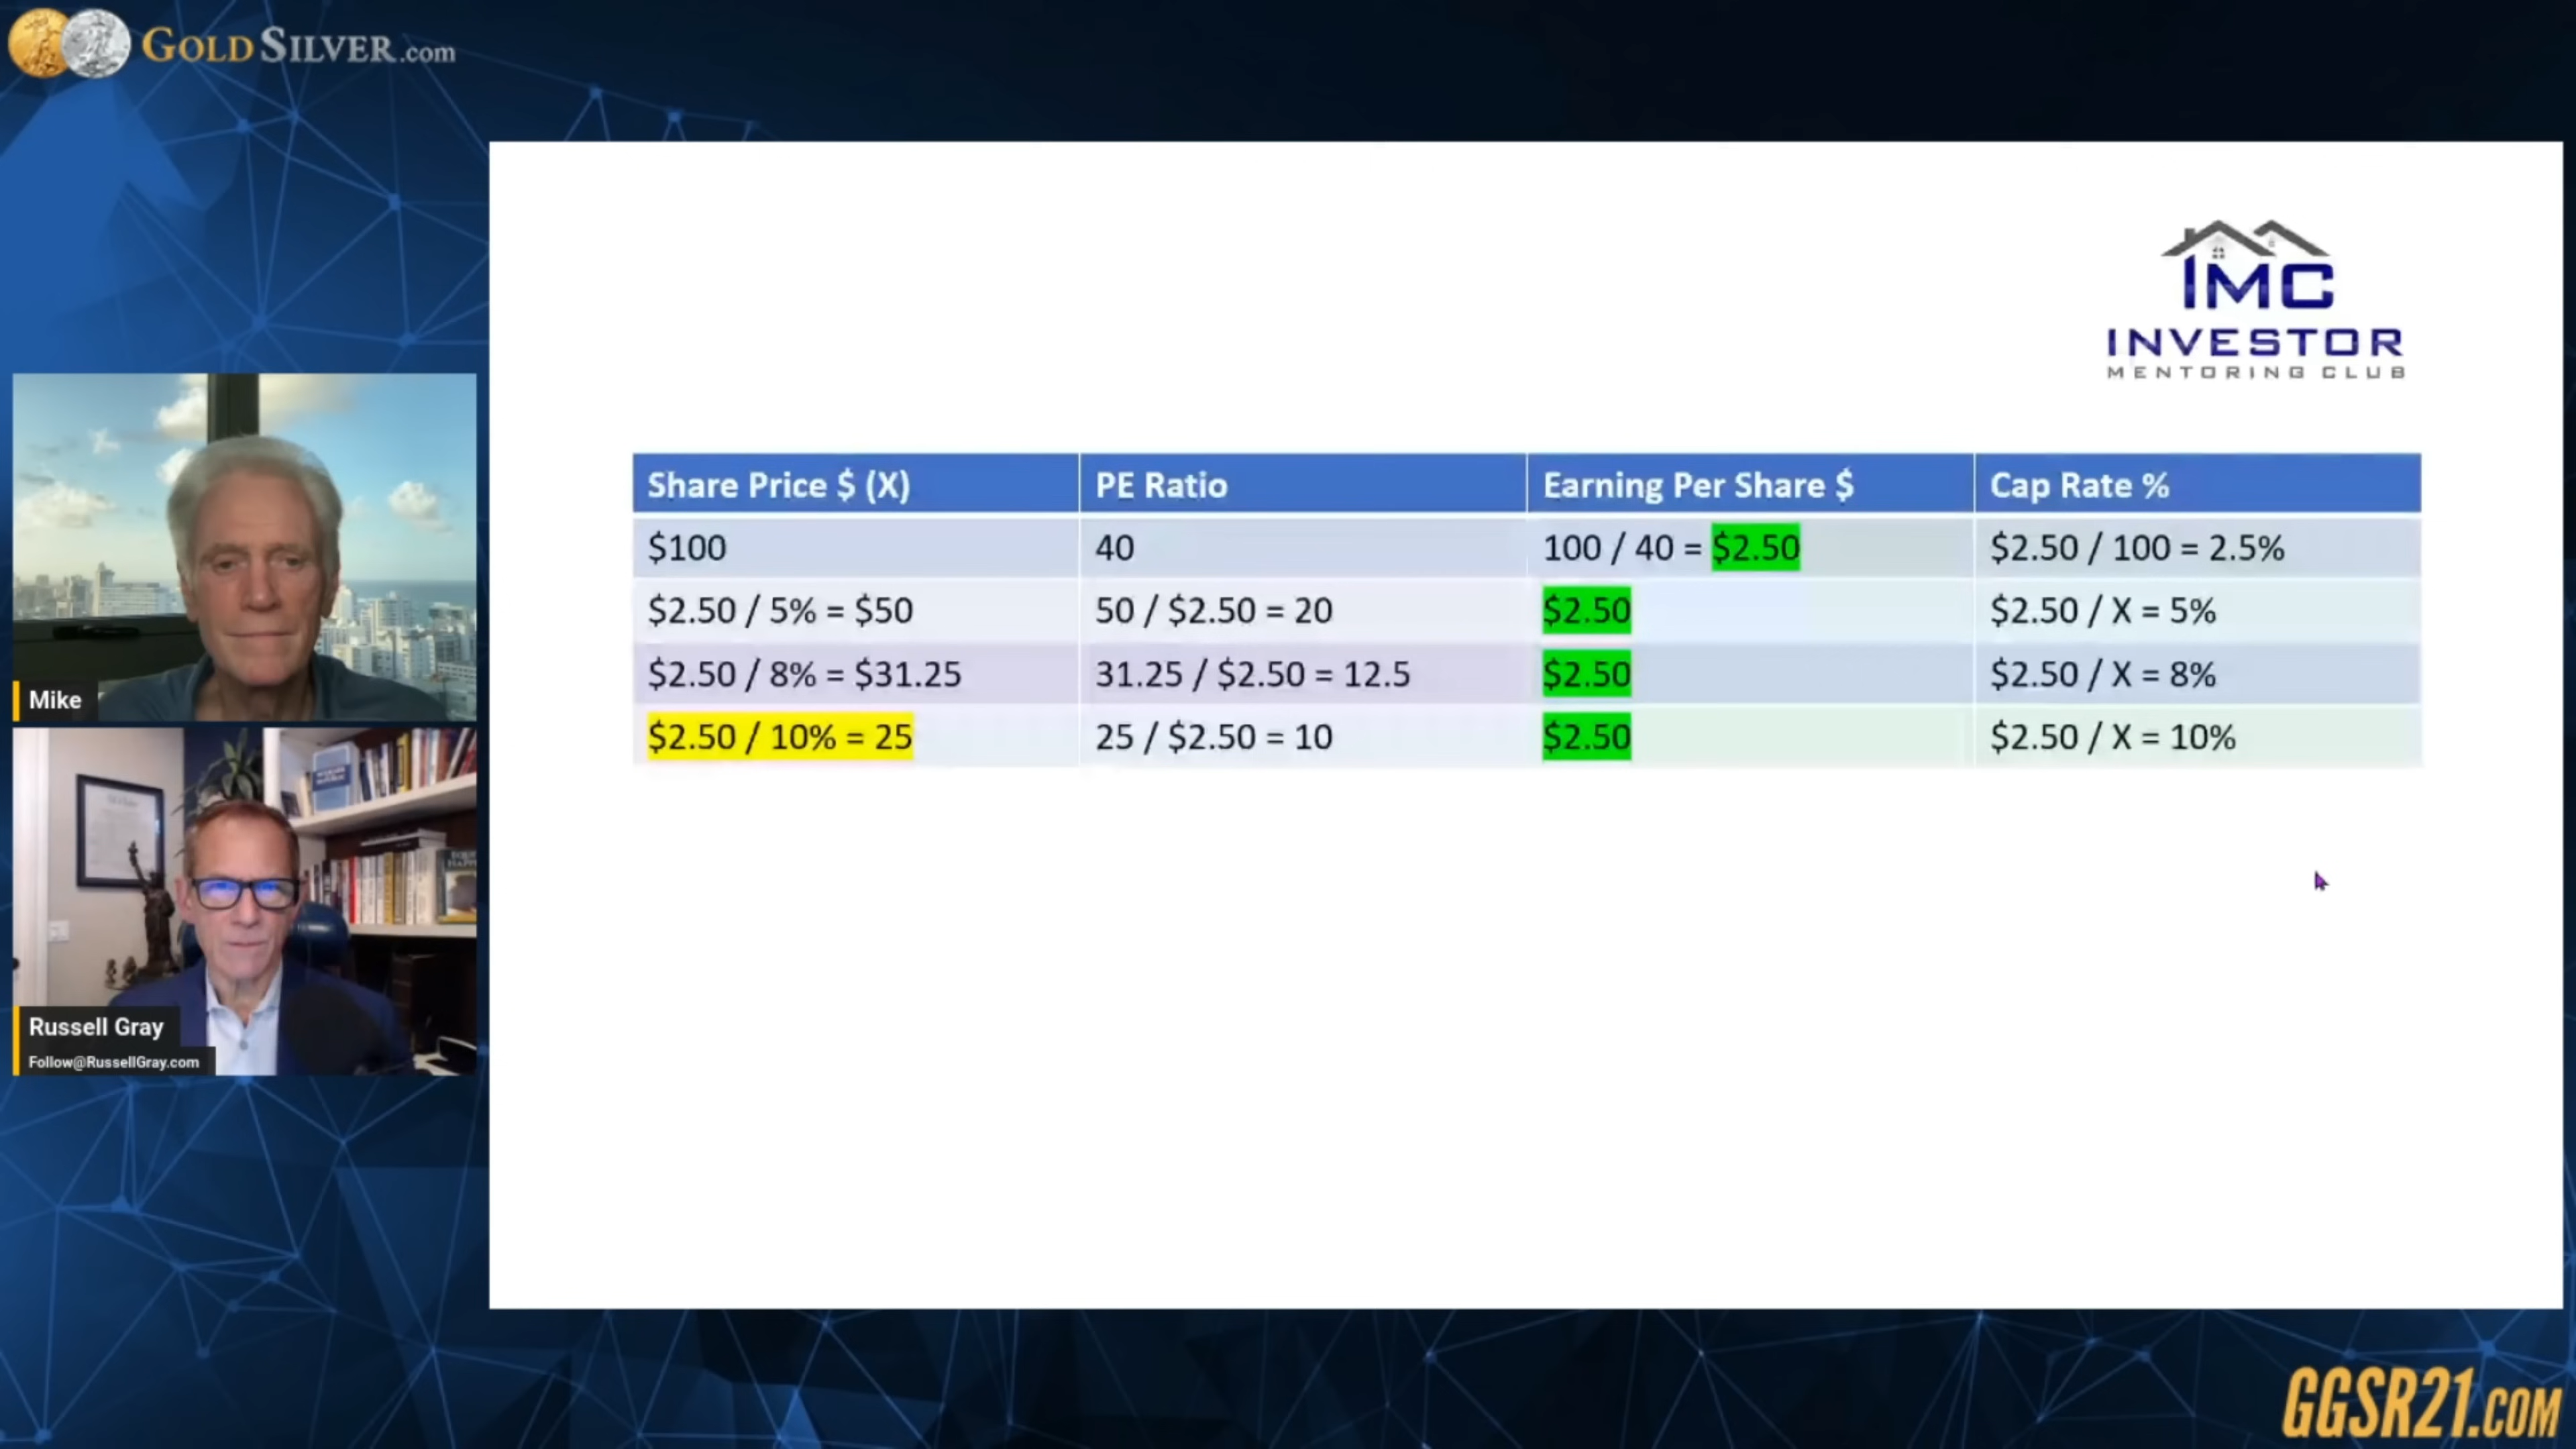 GOLDSILVER.com
IMC
INVESTOR
MENTORING CLUB
Share Price $ (X) PE Ratio Earning Per Share $ Cap Rate %
$100 40 100 / 40 = $2.50 $2.50 / 100 = 2.5%
$2.50 / 5% = $50 50 / $2.50 = 20 $2.50 $2.50 / X = 5%
$2.50 / 8% = $31.25 31.25 / $2.50 = 12.5 $2.50 $2.50 / X = 8%
$2.50 / 10% = 25 25 / $2.50 = 10 $2.50 $2.50 / X = 10%
Mike
Russell Gray
Follow@RussellGray.com
GGSR21.COM